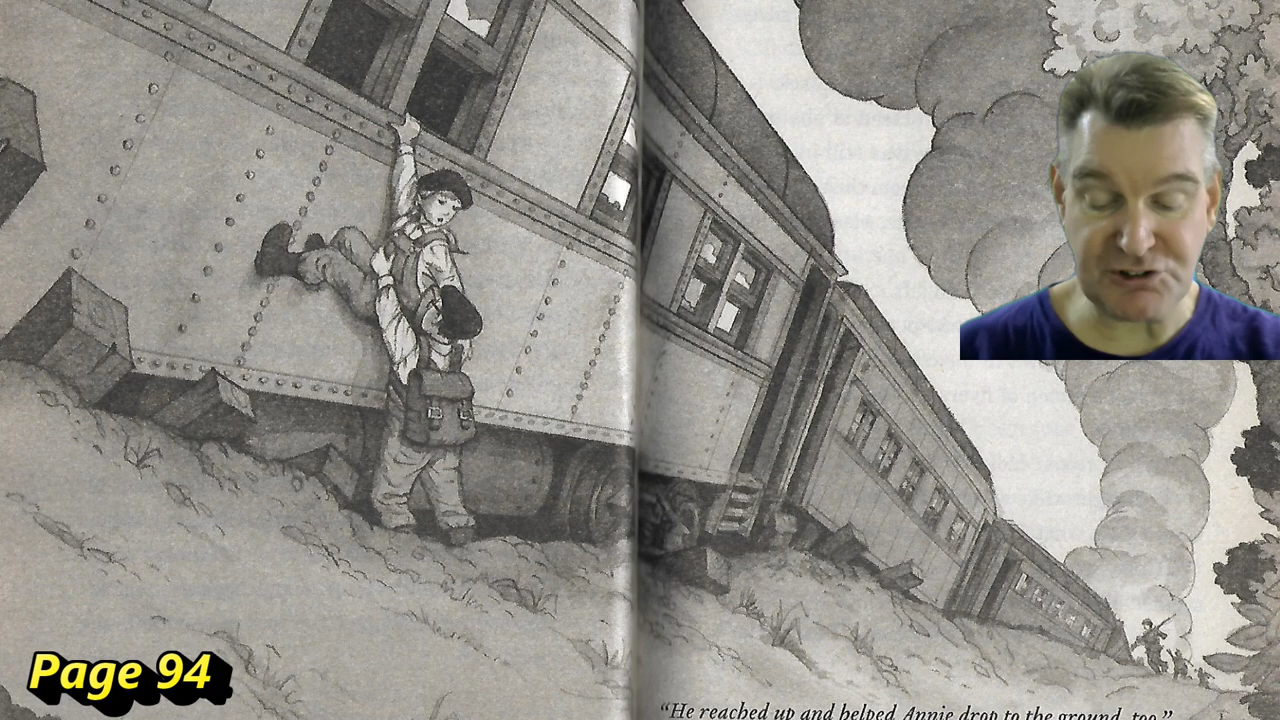 Page 94
“He reached up and helped Annie drop to the ground, too.”